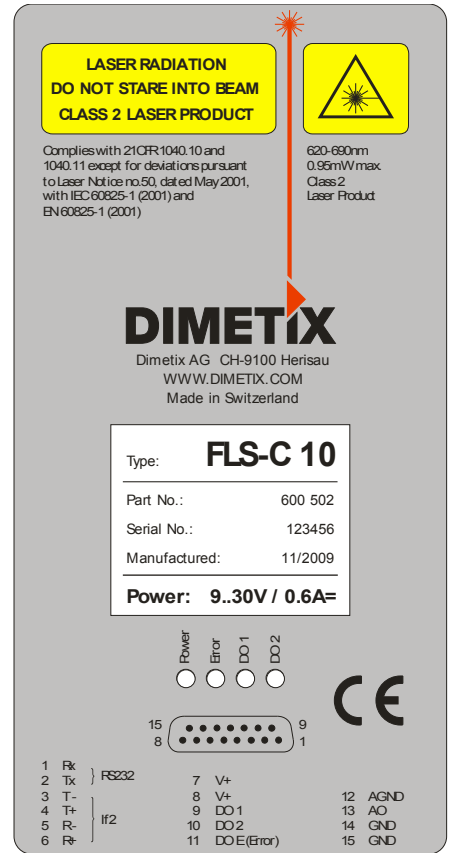 LASER RADIATION
DO NOT STARE INTO BEAM
CLASS 2 LASER PRODUCT
Complies with 21CFR 1040.10 and
1040.11 except for deviations pursuant
to Laser Notice no.50, dated May 2001,
with IEC 60825-1 (2001) and
EN 60825-1 (2001)
620-690nm
0.95mW max.
Class 2
Laser Product
DIMETIX
Dimetix AG CH-9100 Herisau
WWW.DIMETIX.COM
Made in Switzerland
Type: FLS-C 10
Part No.: 600 502
Serial No.: 123456
Manufactured: 11/2009
Power: 9..30V / 0.6A=
Power Error DO 1 DO 2
CE
15 9
8 1
1 Rx
2 Tx
RS232
3 T-
4 T+
5 R-
6 R+
If2
7 V+
8 V+
9 DO 1
10 DO 2
11 DO E (Error)
12 AGND
13 AO
14 GND
15 GND